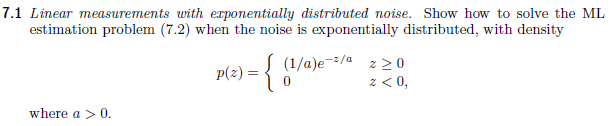 7.1 Linear measurements with exponentially distributed noise. Show how to solve the ML
estimation problem (7.2) when the noise is exponentially distributed, with density
p(z) = { (1/a)e^{-z/a} z ≥ 0
0 z < 0,
where a > 0.